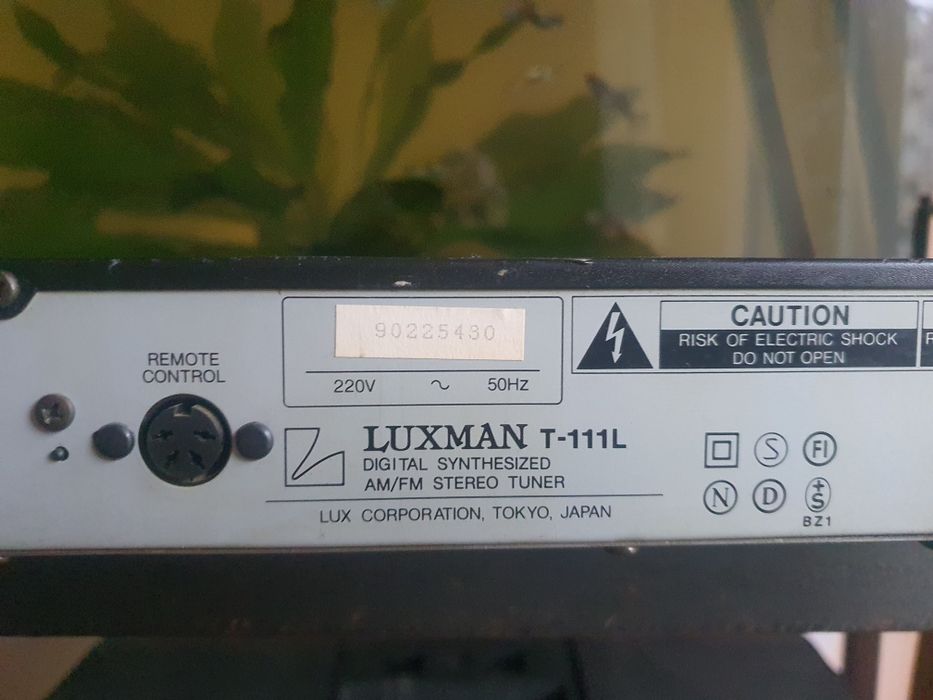 REMOTE
CONTROL
90225430
220V ~ 50HZ
CAUTION
RISK OF ELECTRIC SHOCK
DO NOT OPEN
LUXMAN T-111L
DIGITAL SYNTHESIZED
AM/FM STEREO TUNER
LUX CORPORATION, TOKYO, JAPAN
S FI
N D +S
BZ1